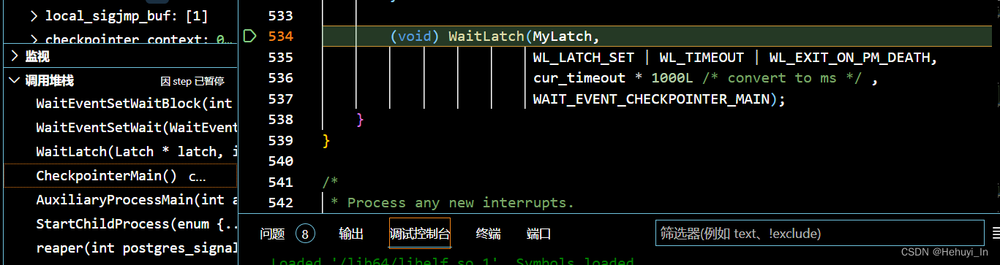 local_sigjmp_buf: [1]
checkpointer_context: 0…
监视
调用堆栈 因 step 已暂停
WaitEventSetWaitBlock(int
WaitEventSetWait(WaitEvent
WaitLatch(Latch * latch, i
CheckpointerMain() c…
AuxiliaryProcessMain(int a
StartChildProcess(enum {..
reaper(int postgres_signal
533
534 (void) WaitLatch(MyLatch,
535 WL_LATCH_SET | WL_TIMEOUT | WL_EXIT_ON_PM_DEATH,
536 cur_timeout * 1000L /* convert to ms */ ,
537 WAIT_EVENT_CHECKPOINTER_MAIN);
538 }
539 }
540
541 /*
542 * Process any new interrupts.
问题 8 输出 调试控制台 终端 端口 筛选器(例如 text、!exclude)
Loaded '/lib64/libelf.so.1'. Symbols loaded
CSDN @Hehuyi_In